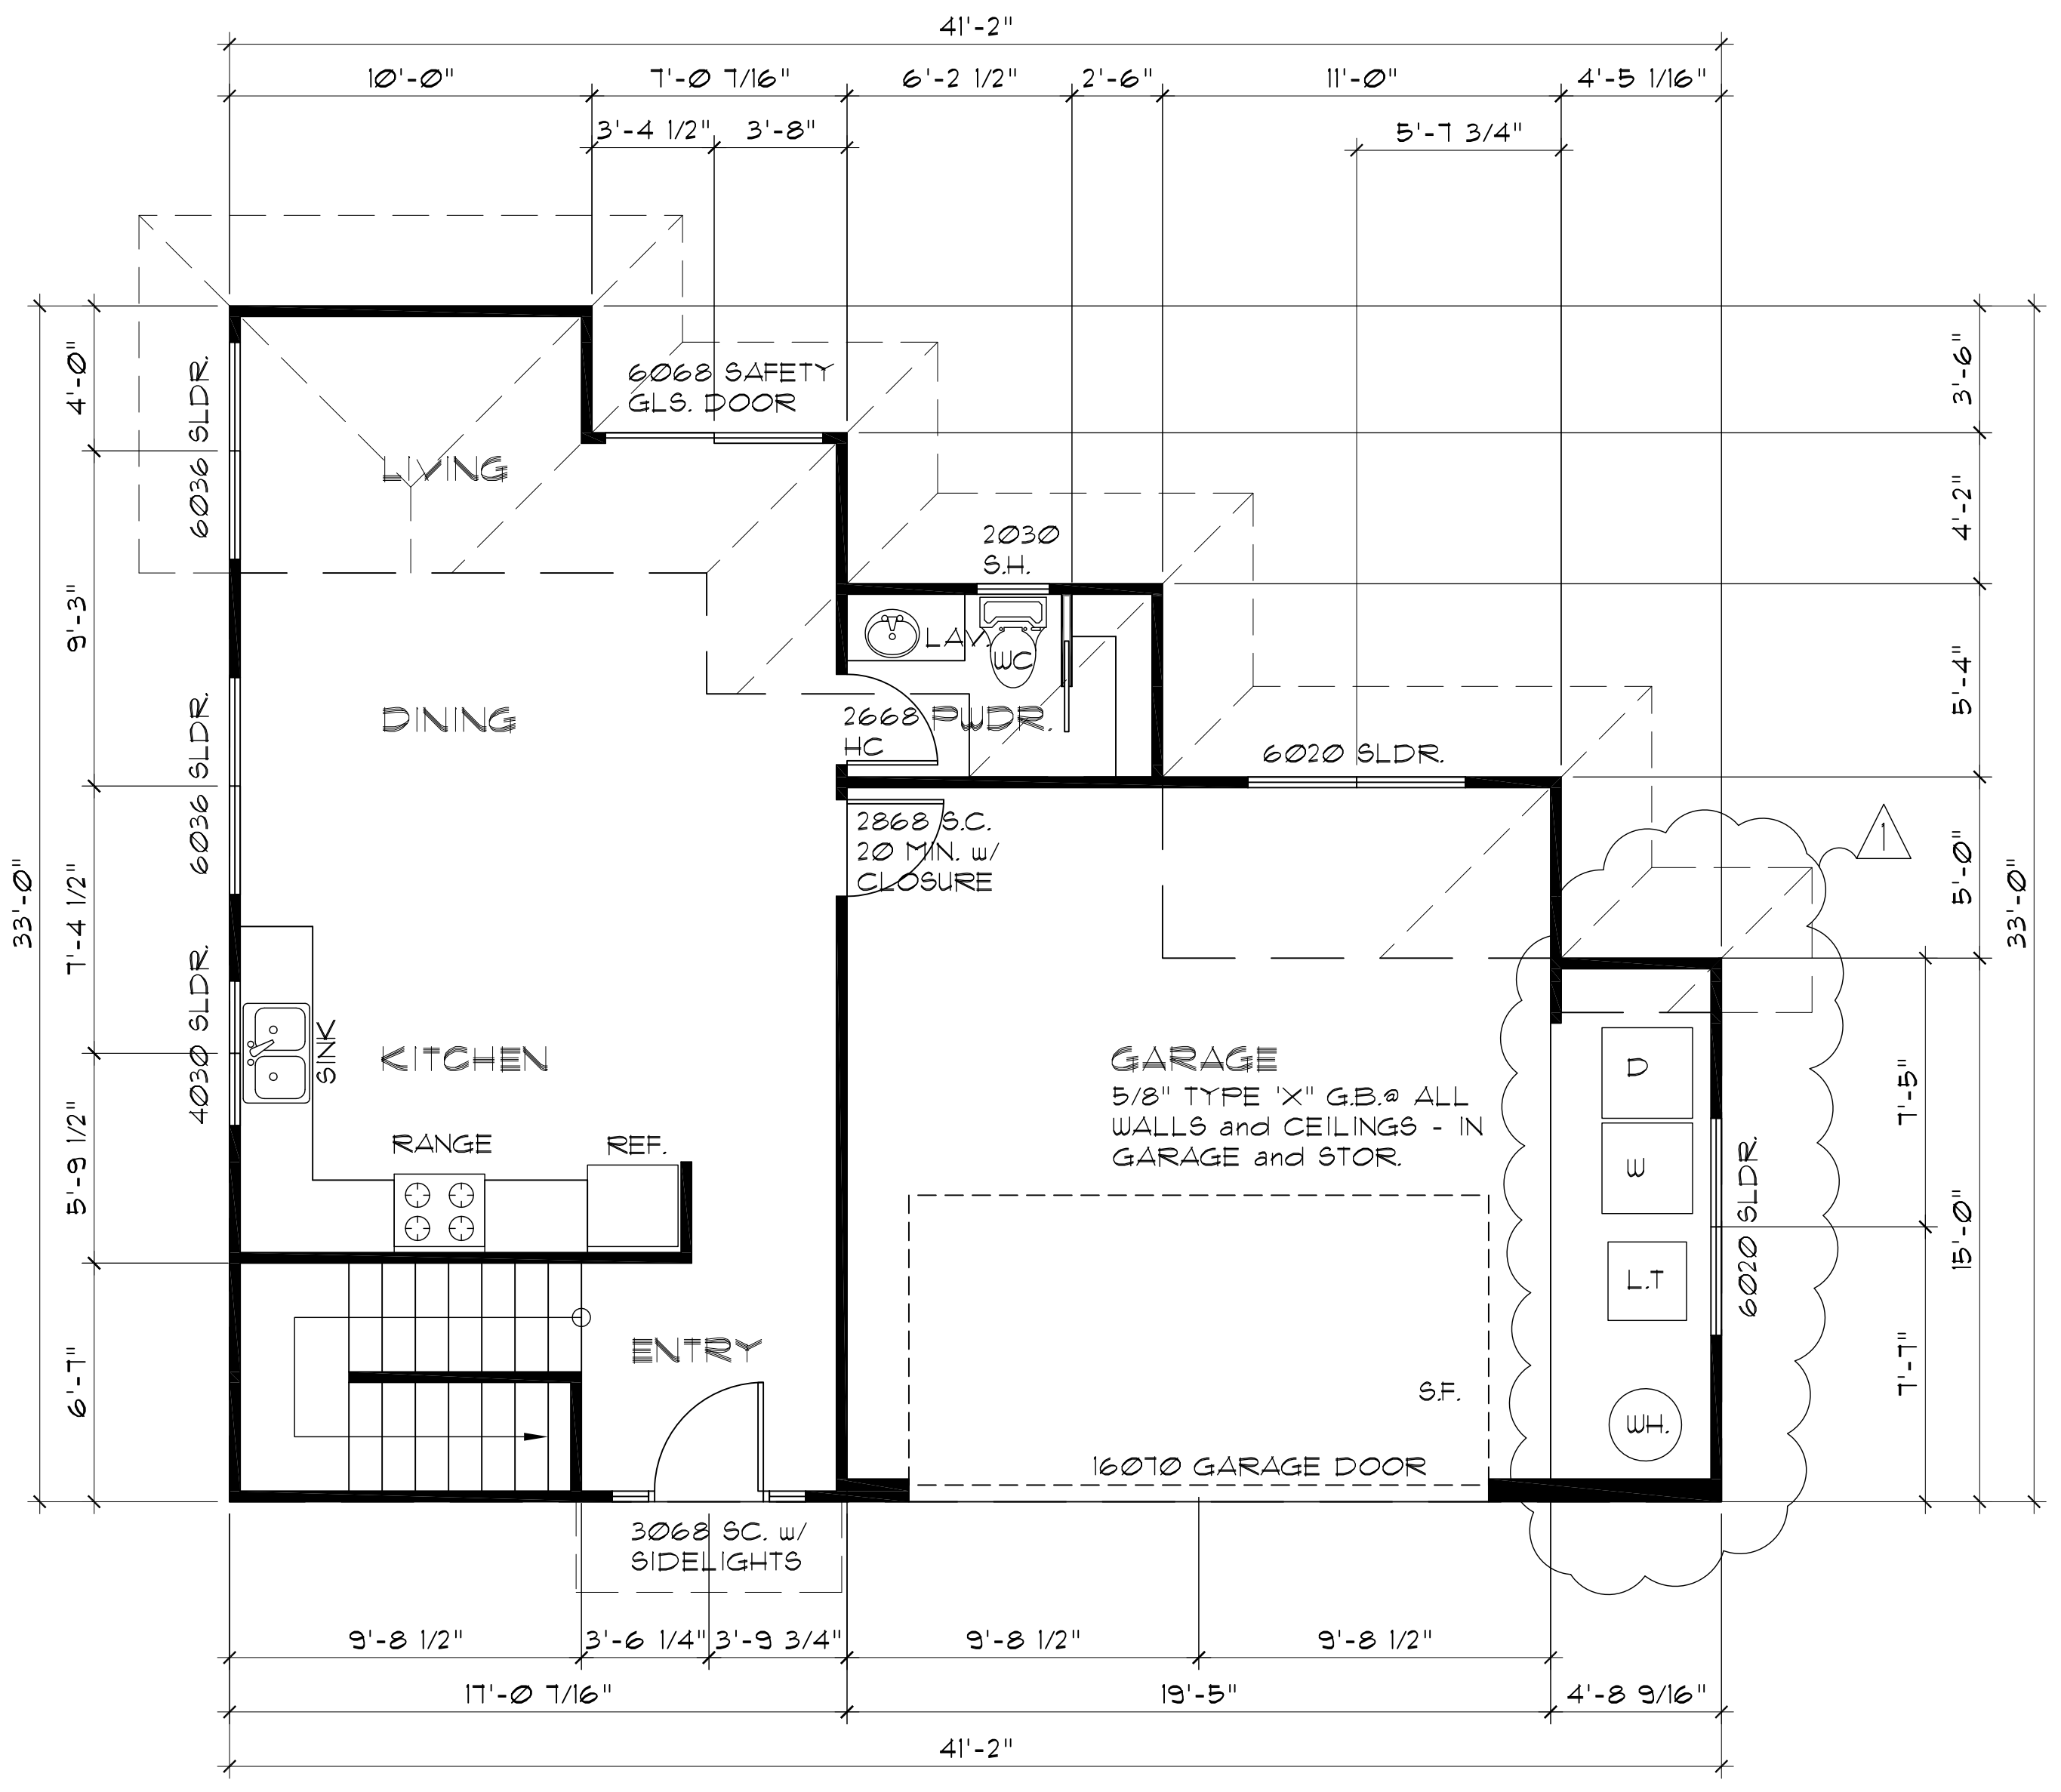 41'-2"
10'-0" 7'-0 7/16" 6'-2 1/2" 2'-6" 11'-0" 4'-5 1/16"
3'-4 1/2" 3'-8" 5'-7 3/4"
33'-0"
4'-0"
9'-3"
7'-4 1/2"
5'-9 1/2"
6'-7"
6036 SLDR.
6036 SLDR.
4030 SLDR.
6068 SAFETY
GLS. DOOR
LIVING
2030
S.H.
LAV.
WC
DINING
2668
HC
PWDR.
6020 SLDR.
2868 S.C.
20 MIN. w/
CLOSURE
1
KITCHEN
SINK
RANGE
REF.
GARAGE
5/8" TYPE 'X" G.B.@ ALL
WALLS and CEILINGS - IN
GARAGE and STOR.
D
W
L.T
WH.
6020 SLDR.
ENTRY
S.F.
16070 GARAGE DOOR
3068 SC. w/
SIDELIGHTS
3'-6"
4'-2"
5'-4"
5'-0"
15'-0"
7'-5"
7'-7"
33'-0"
9'-8 1/2" 3'-6 1/4" 3'-9 3/4" 9'-8 1/2" 9'-8 1/2"
17'-0 7/16" 19'-5" 4'-8 9/16"
41'-2"